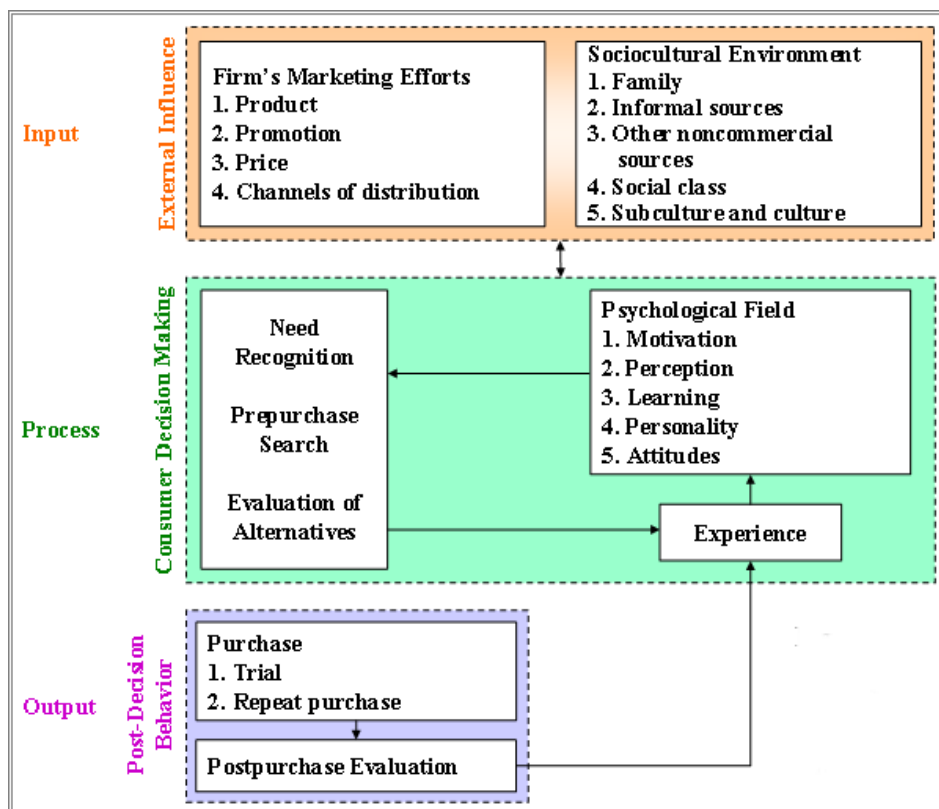 Input
External Influence
Firm's Marketing Efforts
1. Product
2. Promotion
3. Price
4. Channels of distribution
Sociocultural Environment
1. Family
2. Informal sources
3. Other noncommercial
sources
4. Social class
5. Subculture and culture
Process
Consumer Decision Making
Need
Recognition
Prepurchase
Search
Evaluation of
Alternatives
Psychological Field
1. Motivation
2. Perception
3. Learning
4. Personality
5. Attitudes
Experience
Output
Post-Decision
Behavior
Purchase
1. Trial
2. Repeat purchase
Postpurchase Evaluation